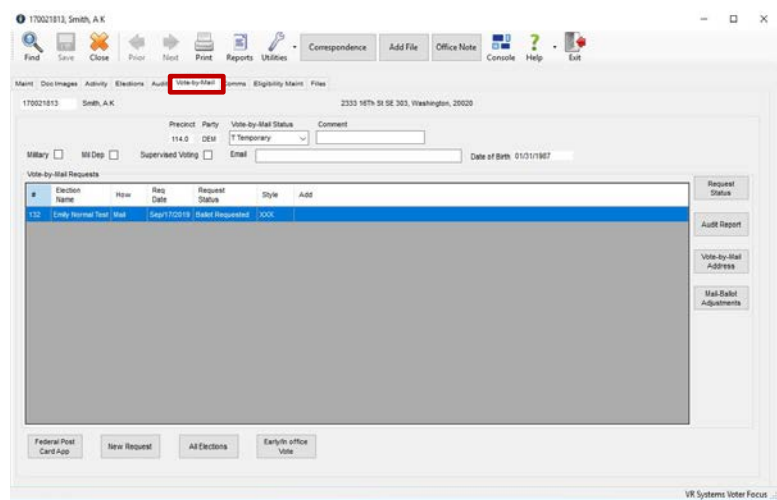 170021813, Smith, A K
Find Save Close Prior Next Print Reports Utilities Correspondence Add File Office Note Console Help Exit
Maint Doc Images Activity Elections Audit Vote-by-Mail Comms Eligibility Maint Files
170021813 Smith, A K 2333 16Th St SE 303, Washington, 20020
Precinct Party Vote-by-Mail Status Comment
114.0 DEM T Temporary
Military Mil Dep Supervised Voting Email Date of Birth 01/31/1987
Vote-by-Mail Requests
# Election Name How Req Date Request Status Style Add
132 Emily Normal Test Mail Sep/17/2019 Ballot Requested XXX
Request Status
Audit Report
Vote-by-Mail Address
Mail-Ballot Adjustments
Federal Post Card App New Request All Elections Early/In office Vote
VR Systems Voter Focus